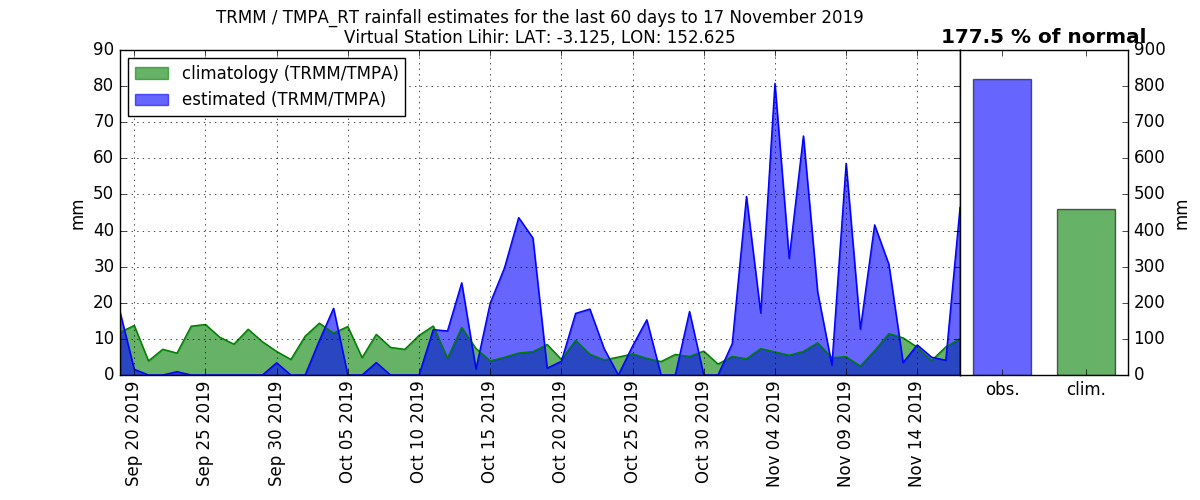 TRMM / TMPA_RT rainfall estimates for the last 60 days to 17 November 2019
Virtual Station Lihir: LAT: -3.125, LON: 152.625
177.5 % of normal
climatology (TRMM/TMPA)
estimated (TRMM/TMPA)
mm
90
80
70
60
50
40
30
20
10
0
Sep 20 2019
Sep 25 2019
Sep 30 2019
Oct 05 2019
Oct 10 2019
Oct 15 2019
Oct 20 2019
Oct 25 2019
Oct 30 2019
Nov 04 2019
Nov 09 2019
Nov 14 2019
obs.
clim.
900
800
700
600
500
400
300
200
100
0
mm